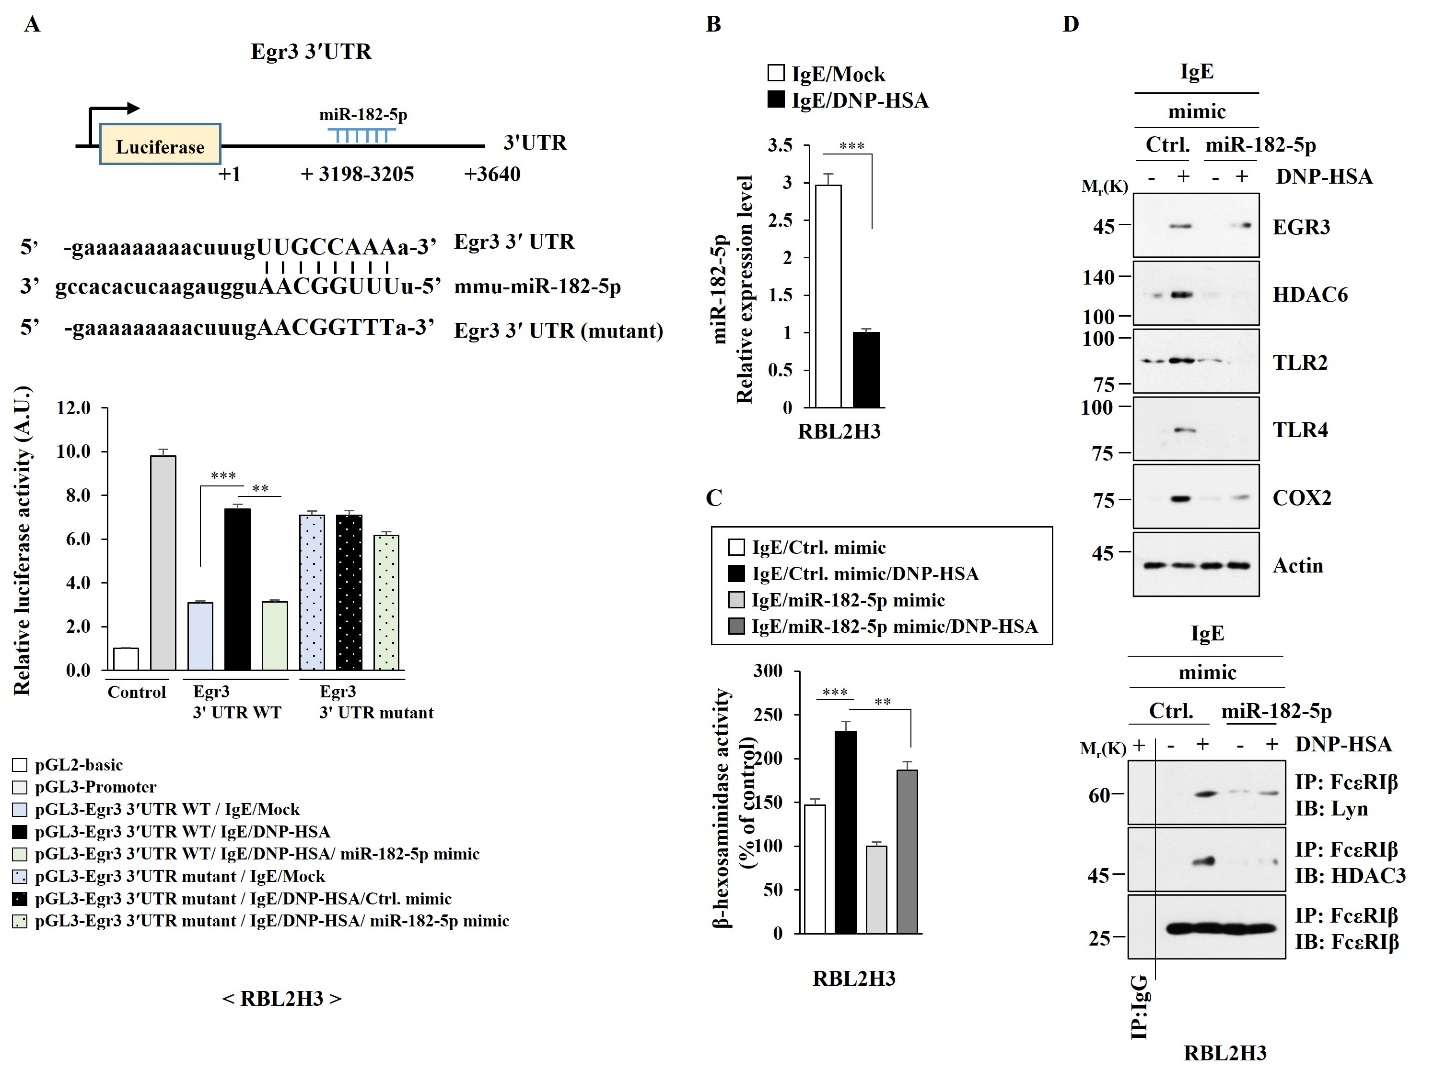 A
Egr3 3′UTR
miR-182-5p
Luciferase
3'UTR
+1
+ 3198-3205
+3640
5’ -gaaaaaaaaaacuuugUUGCCAAAa-3’ Egr3 3′ UTR
3’ gccacacucaagaugguAACGGUUUu-5’ mmu-miR-182-5p
5’ -gaaaaaaaaaacuuugAACGGTTTa-3’ Egr3 3′ UTR (mutant)
Relative luciferase activity (A.U.)
12.0
10.0
8.0
6.0
4.0
2.0
0.0
***
**
Control
Egr3
3' UTR WT
Egr3
3' UTR mutant
pGL2-basic
pGL3-Promoter
pGL3-Egr3 3′UTR WT / IgE/Mock
pGL3-Egr3 3′UTR WT/ IgE/DNP-HSA
pGL3-Egr3 3′UTR WT/ IgE/DNP-HSA/ miR-182-5p mimic
pGL3-Egr3 3′UTR mutant / IgE/Mock
pGL3-Egr3 3′UTR mutant / IgE/DNP-HSA/Ctrl. mimic
pGL3-Egr3 3′UTR mutant / IgE/DNP-HSA/ miR-182-5p mimic
< RBL2H3 >
B
IgE/Mock
IgE/DNP-HSA
miR-182-5p
Relative expression level
3.5
3
2.5
2
1.5
1
0.5
0
***
RBL2H3
C
IgE/Ctrl. mimic
IgE/Ctrl. mimic/DNP-HSA
IgE/miR-182-5p mimic
IgE/miR-182-5p mimic/DNP-HSA
β-hexosaminidase activity
(% of control)
300
250
200
150
100
50
0
***
**
RBL2H3
D
IgE
mimic
Ctrl. miR-182-5p
Mr(K) - + - + DNP-HSA
45 EGR3
140
HDAC6
100
100
TLR2
75
100
TLR4
75
75 COX2
45
Actin
IgE
mimic
Ctrl. miR-182-5p
Mr(K) + - + - + DNP-HSA
60
IP: FcεRIβ
IB: Lyn
45
IP: FcεRIβ
IB: HDAC3
25
IP: FcεRIβ
IB: FcεRIβ
IP:IgG
RBL2H3